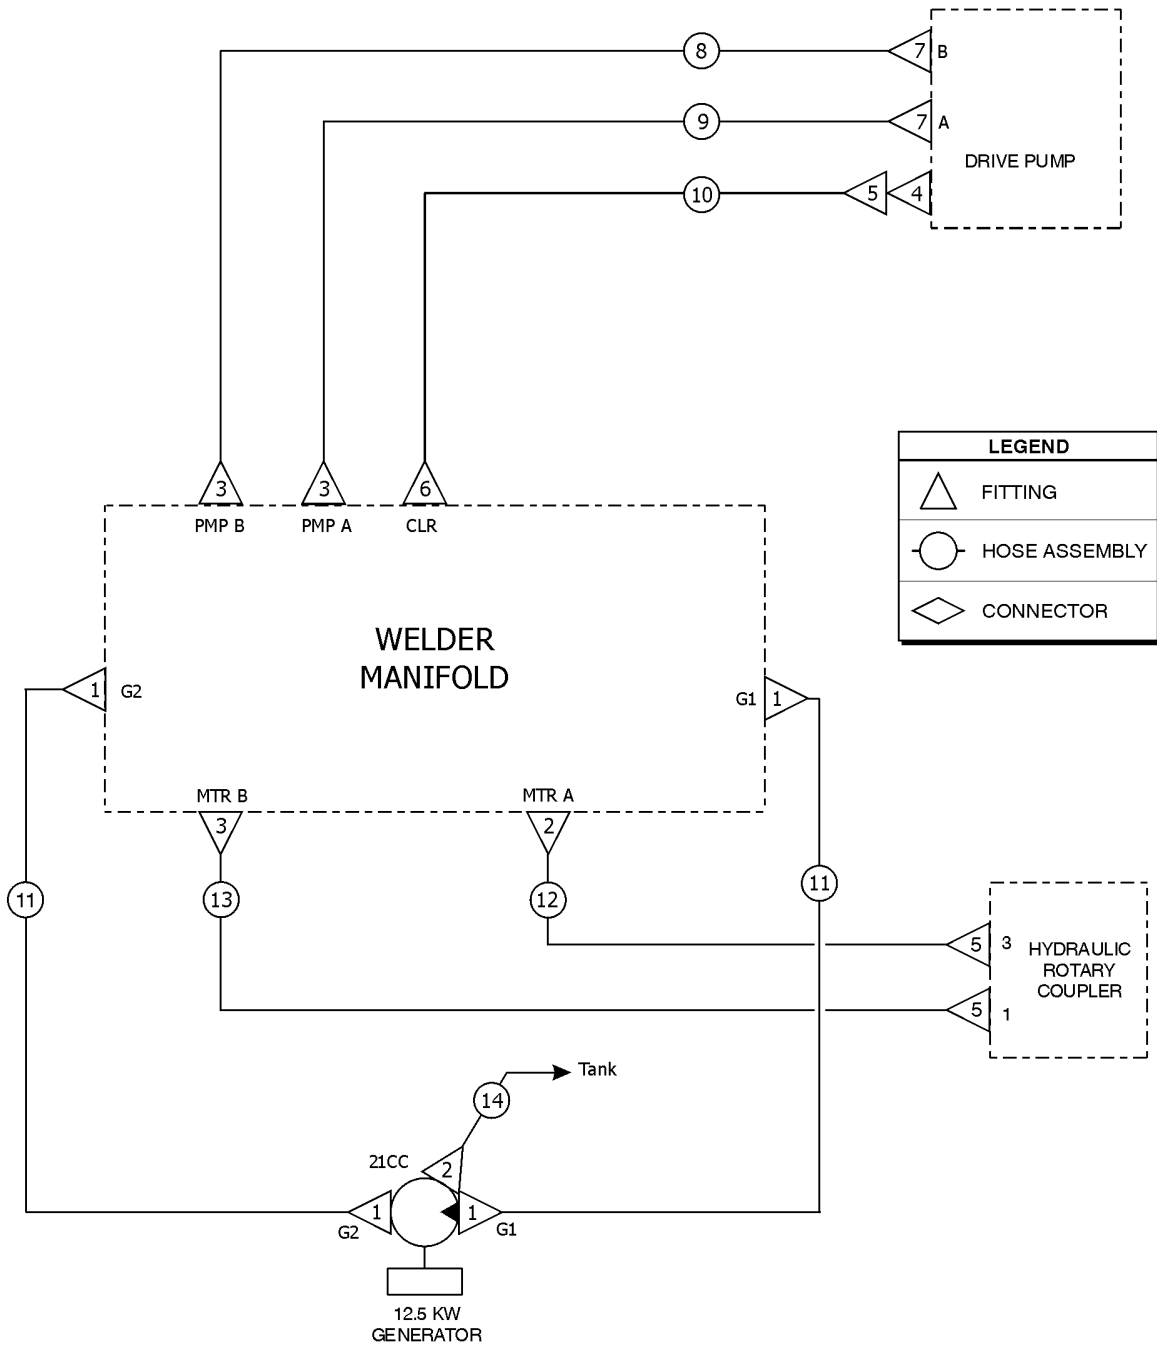 8
7 B
9
7 A
DRIVE PUMP
10
5 4
3 3 6
PMP B PMP A CLR
LEGEND
FITTING
HOSE ASSEMBLY
CONNECTOR
WELDER
MANIFOLD
1 G2
G1 1
MTR B MTR A
3 2
11 13 12 11
5 3
HYDRAULIC
ROTARY
COUPLER
5 1
Tank
14
21CC
2
1 1
G2 G1
12.5 KW
GENERATOR